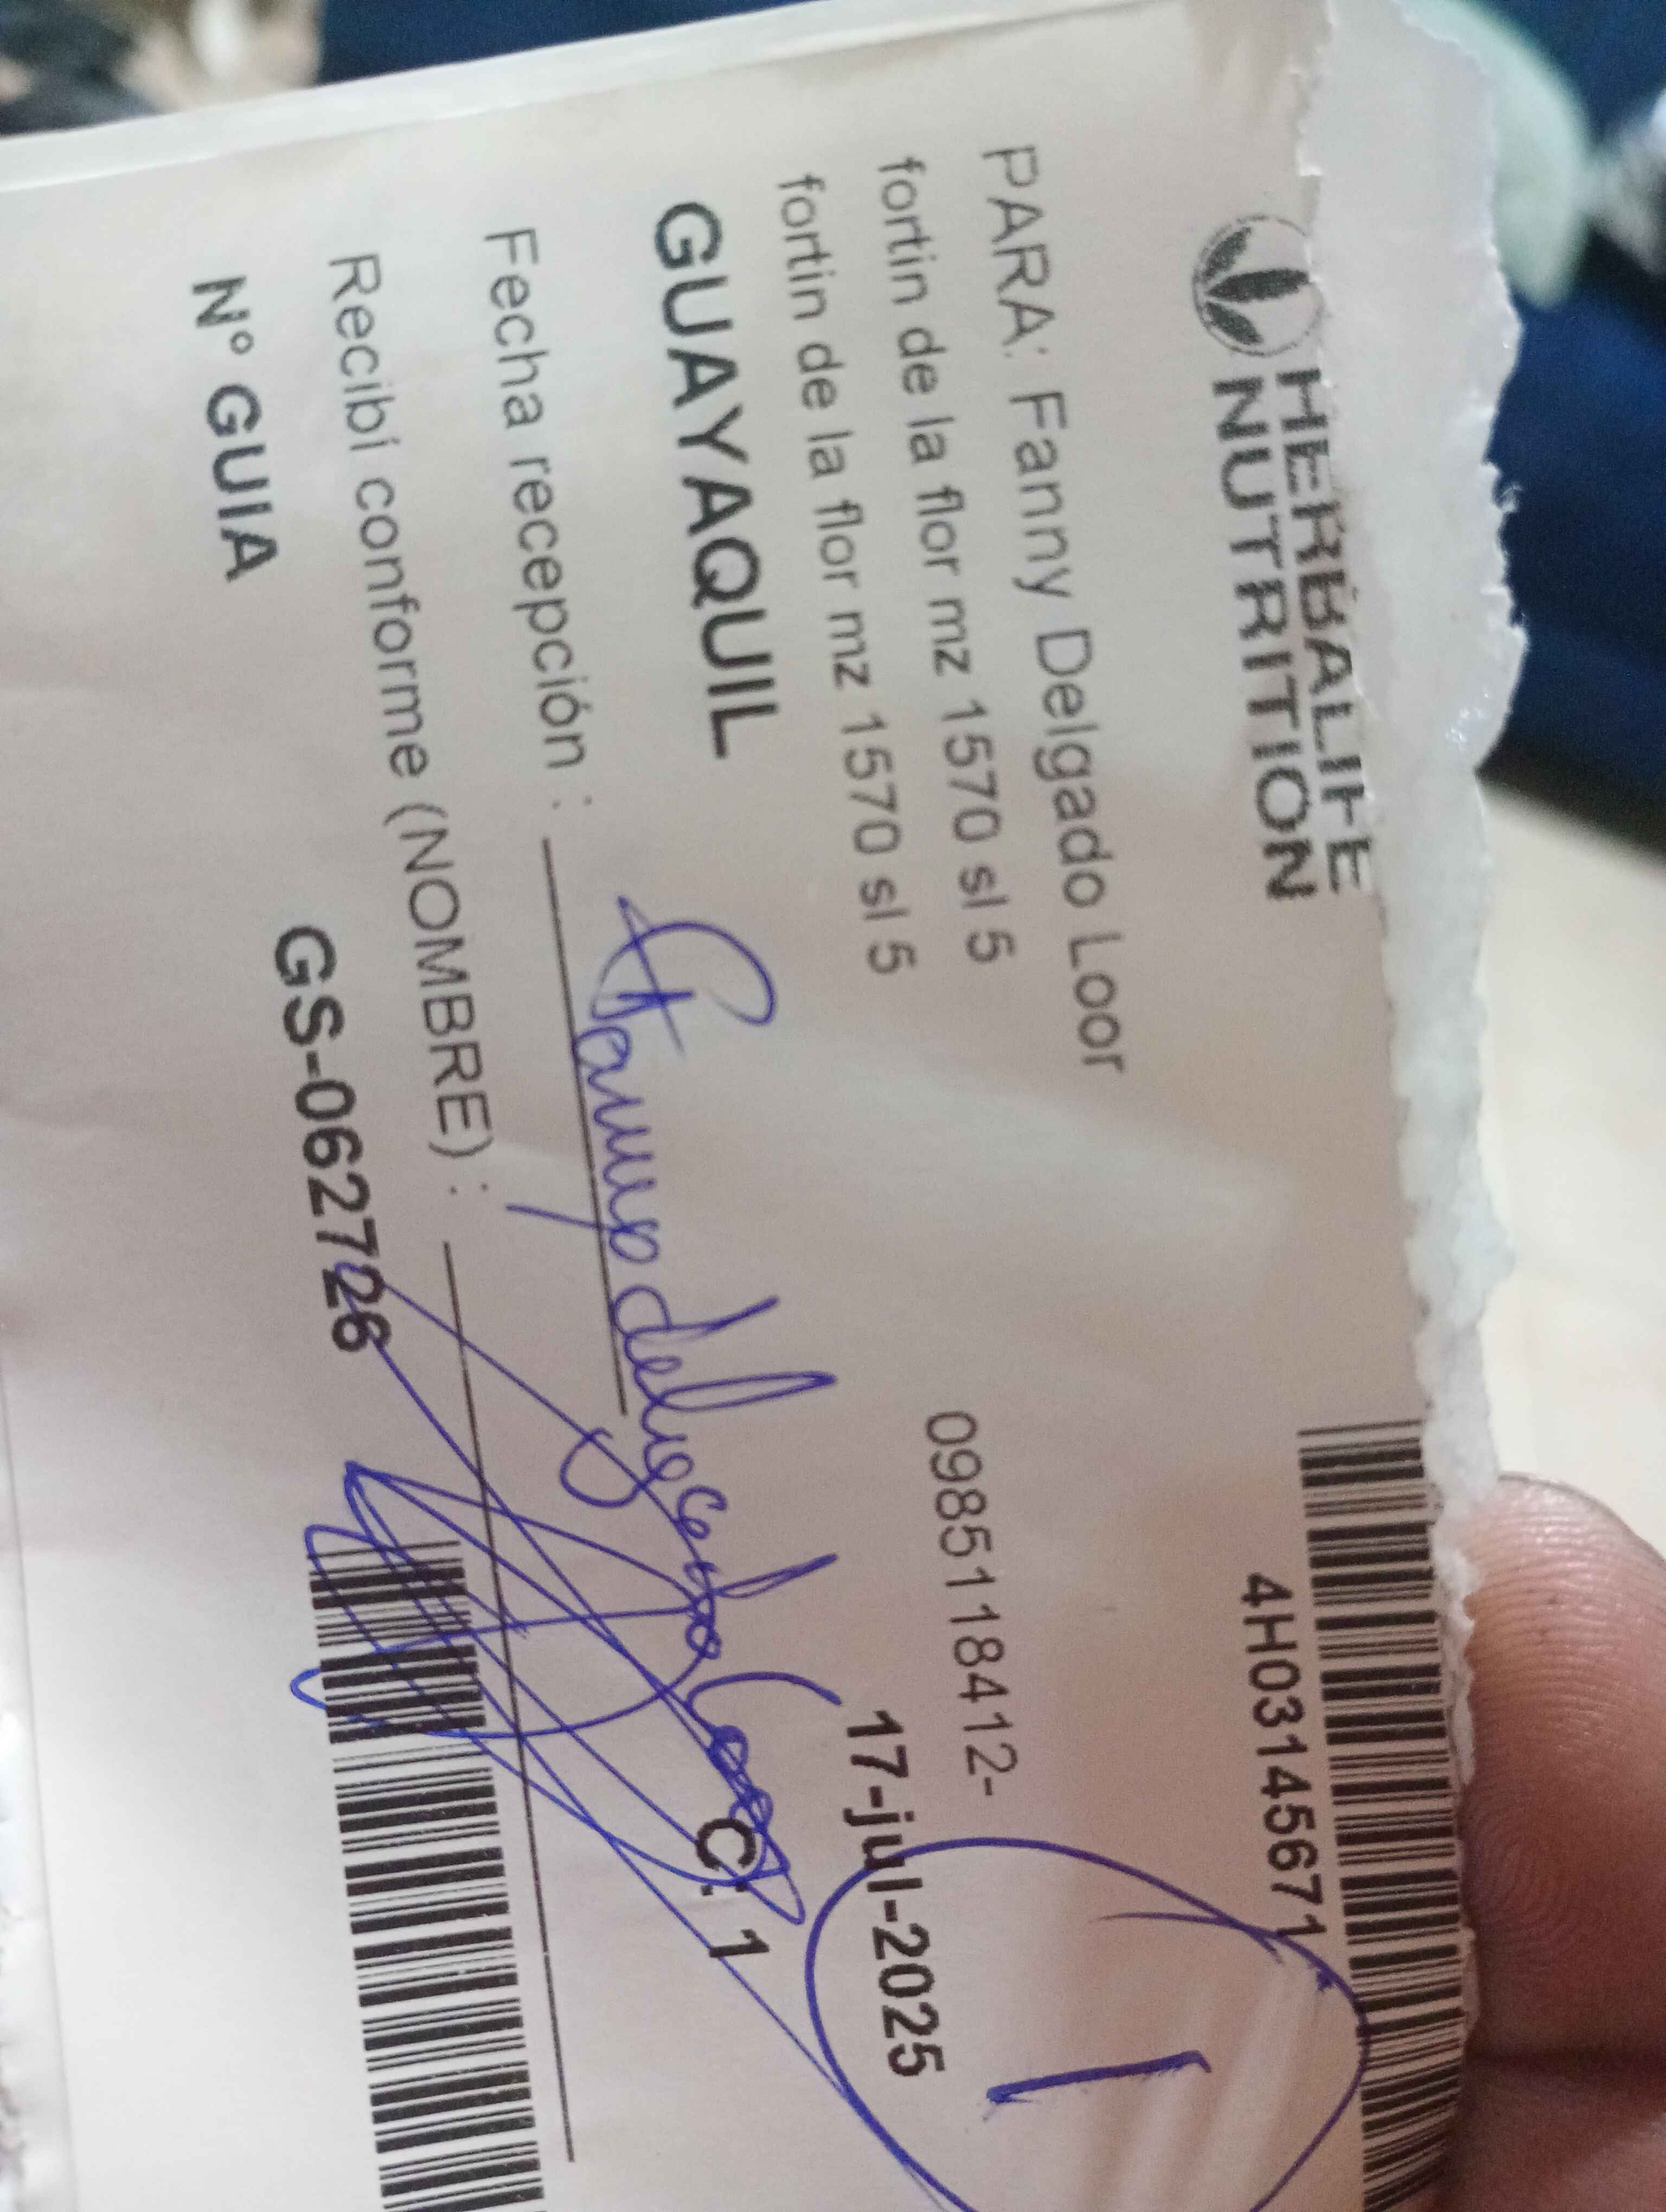 HERBALIFE
NUTRITION
4H03145671
PARA: Fanny Delgado Loor
fortin de la flor mz 1570 sl 5
0985118412-
fortin de la flor mz 1570 sl 5
17-jul-2025
1
GUAYAQUIL
C: 1
Fecha recepción :
Fanny delgado Loor
Recibí conforme (NOMBRE) :
N° GUIA
GS-062726